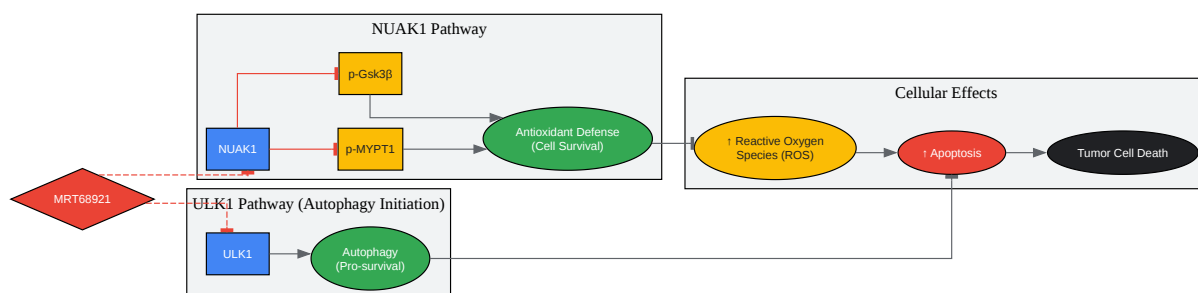 NUAK1 Pathway
p-Gsk3β
NUAK1
p-MYPT1
Antioxidant Defense
(Cell Survival)
Cellular Effects
↑ Reactive Oxygen
Species (ROS)
↑ Apoptosis
Tumor Cell Death
MRT68921
ULK1 Pathway (Autophagy Initiation)
ULK1
Autophagy
(Pro-survival)